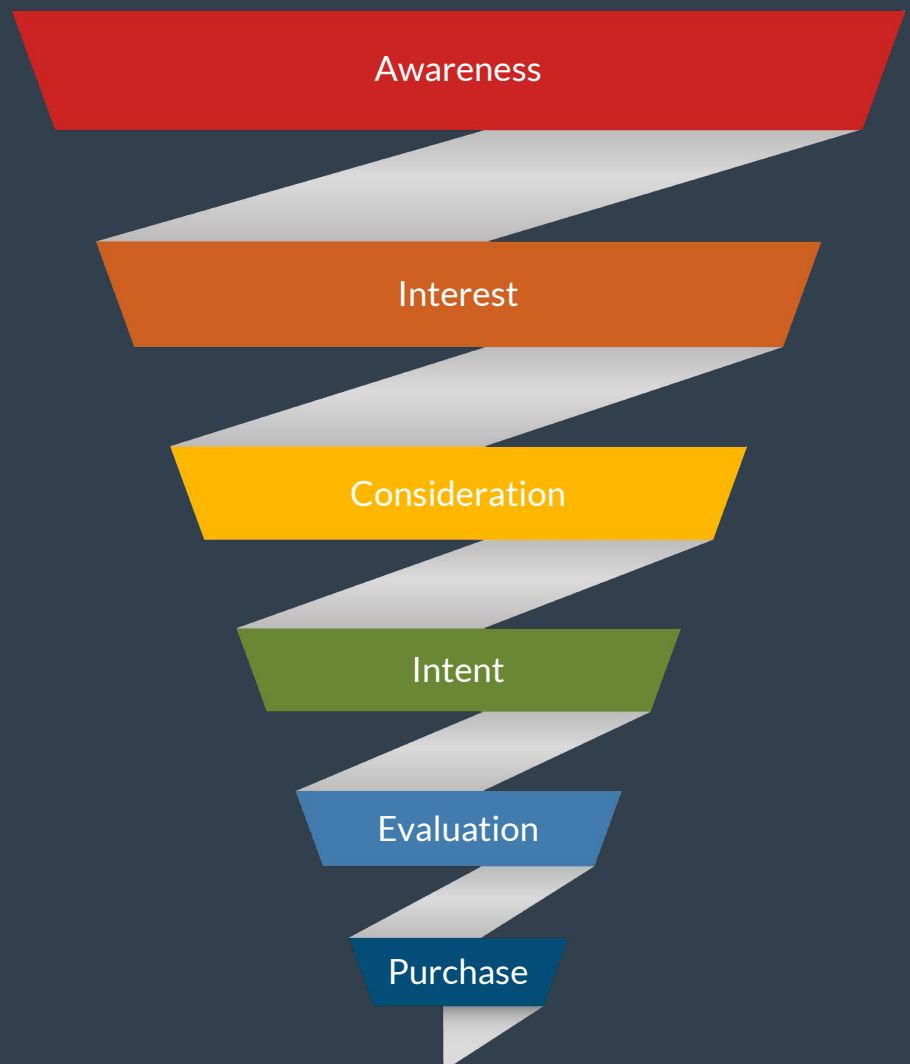 Awareness
Interest
Consideration
Intent
Evaluation
Purchase